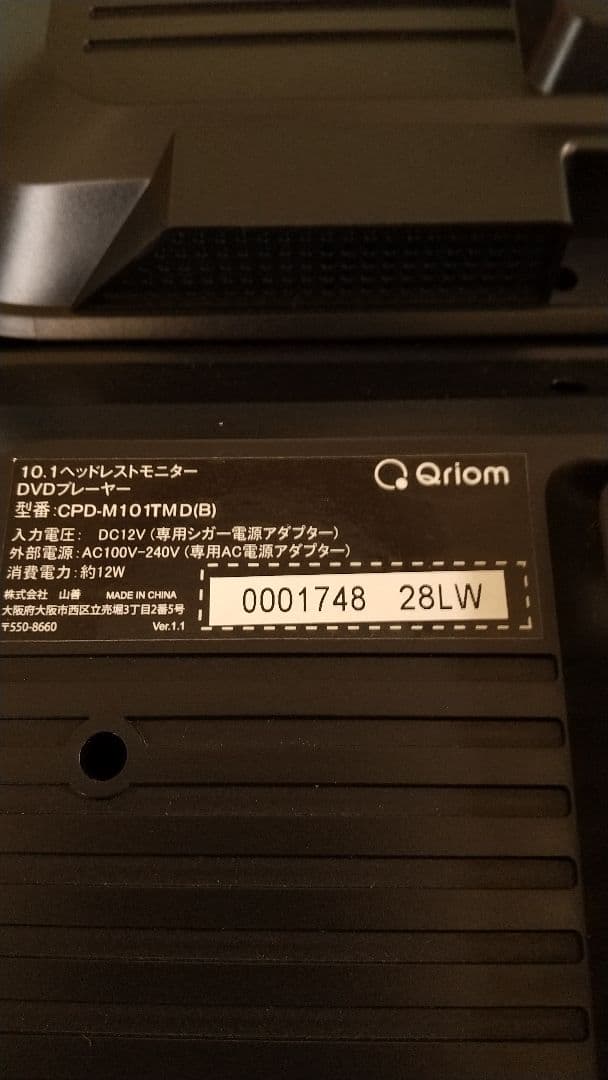 10.1ヘッドレストモニター
DVDプレーヤー
Qriom
型番:CPD-M101TMD(B)
入力電圧: DC12V(専用シガー電源アダプター)
外部電源:AC100V-240V(専用AC電源アダプター)
消費電力:約12W
株式会社 山善 MADE IN CHINA
大阪府大阪市西区立売堀3丁目2番5号
〒550-8660 Ver.1.1
0001748 28LW